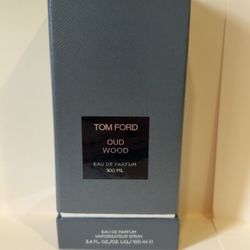 TOM FORD
OUD
WOOD
EAU DE PARFUM
100 ML
EAU DE PARFUM
VAPORISATEUR SPRAY
3.4 FL.OZ./OZ. LIQ./ 100 ml ℮